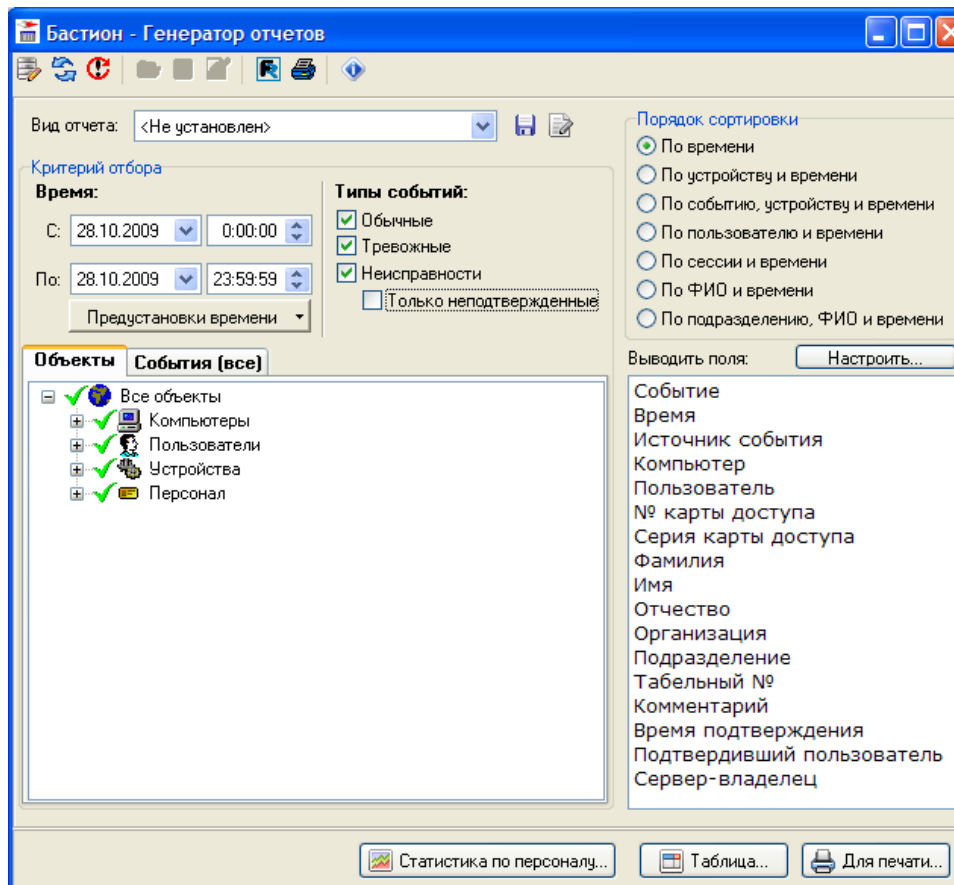 Бастион - Генератор отчетов
Вид отчета: <Не установлен>
Критерий отбора
Время:
С: 28.10.2009 0:00:00
По: 28.10.2009 23:59:59
Предустановки времени
Типы событий:
Обычные
Тревожные
Неисправности
Только неподтвержденные
Порядок сортировки
По времени
По устройству и времени
По событию, устройству и времени
По пользователю и времени
По сессии и времени
По ФИО и времени
По подразделению, ФИО и времени
Объекты События (все)
Все объекты
Компьютеры
Пользователи
Устройства
Персонал
Выводить поля: Настроить...
Событие
Время
Источник события
Компьютер
Пользователь
№ карты доступа
Серия карты доступа
Фамилия
Имя
Отчество
Организация
Подразделение
Табельный №
Комментарий
Время подтверждения
Подтвердивший пользователь
Сервер-владелец
Статистика по персоналу... Таблица... Для печати...